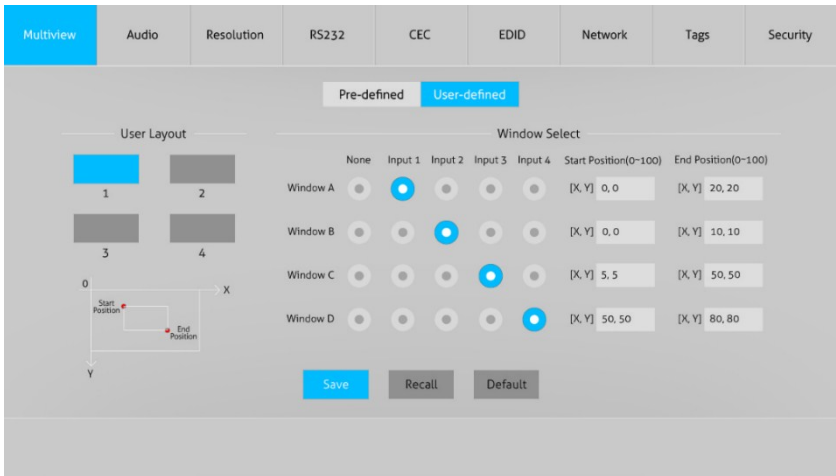 Multiview Audio Resolution RS232 CEC EDID Network Tags Security
Pre-defined User-defined
User Layout
1 2
3 4
0 X
Start
Position
End
Position
Y
Window Select
None Input 1 Input 2 Input 3 Input 4 Start Position(0~100) End Position(0~100)
Window A [X, Y] 0, 0 [X, Y] 20, 20
Window B [X, Y] 0, 0 [X, Y] 10, 10
Window C [X, Y] 5, 5 [X, Y] 50, 50
Window D [X, Y] 50, 50 [X, Y] 80, 80
Save Recall Default